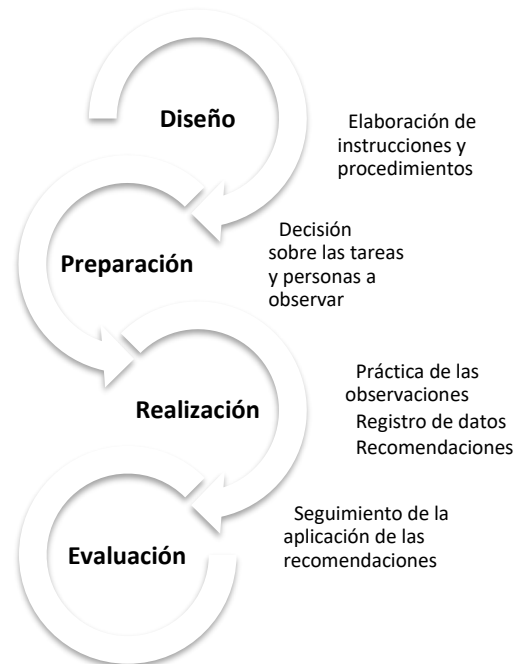 Diseño
Elaboración de
instrucciones y
procedimientos
Preparación
Decisión
sobre las tareas
y personas a
observar
Realización
Práctica de las
observaciones
Registro de datos
Recomendaciones
Evaluación
Seguimiento de la
aplicación de las
recomendaciones